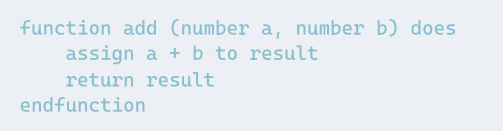 function add (number a, number b) does
    assign a + b to result
    return result
endfunction